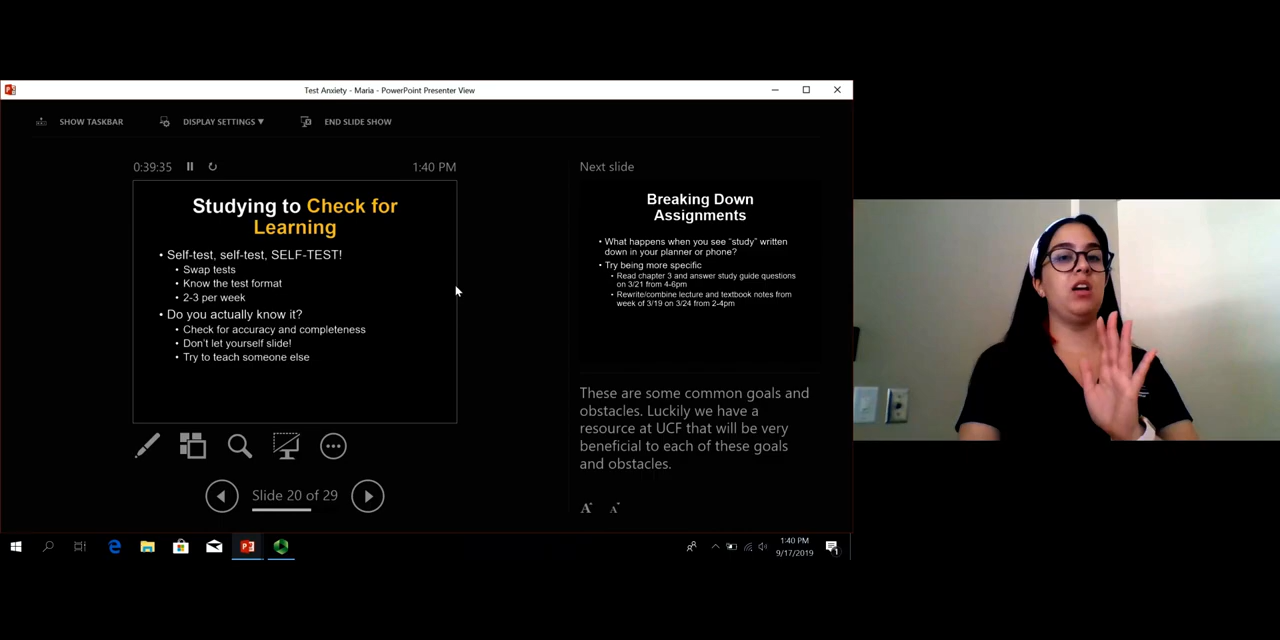 Test Anxiety - Maria - PowerPoint Presenter View
SHOW TASKBAR
DISPLAY SETTINGS ▼
END SLIDE SHOW
0:39:35
1:40 PM
Studying to Check for
Learning
• Self-test, self-test, SELF-TEST!
• Swap tests
• Know the test format
• 2-3 per week
• Do you actually know it?
• Check for accuracy and completeness
• Don't let yourself slide!
• Try to teach someone else
Slide 20 of 29
Next slide
Breaking Down
Assignments
• What happens when you see “study” written
down in your planner or phone?
• Try being more specific
• Read chapter 3 and answer study guide questions
on 3/21 from 4-6pm
• Rewrite/combine lecture and textbook notes from
week of 3/19 on 3/24 from 2-4pm
These are some common goals and
obstacles. Luckily we have a
resource at UCF that will be very
beneficial to each of these goals
and obstacles.
A A
1:40 PM
9/17/2019